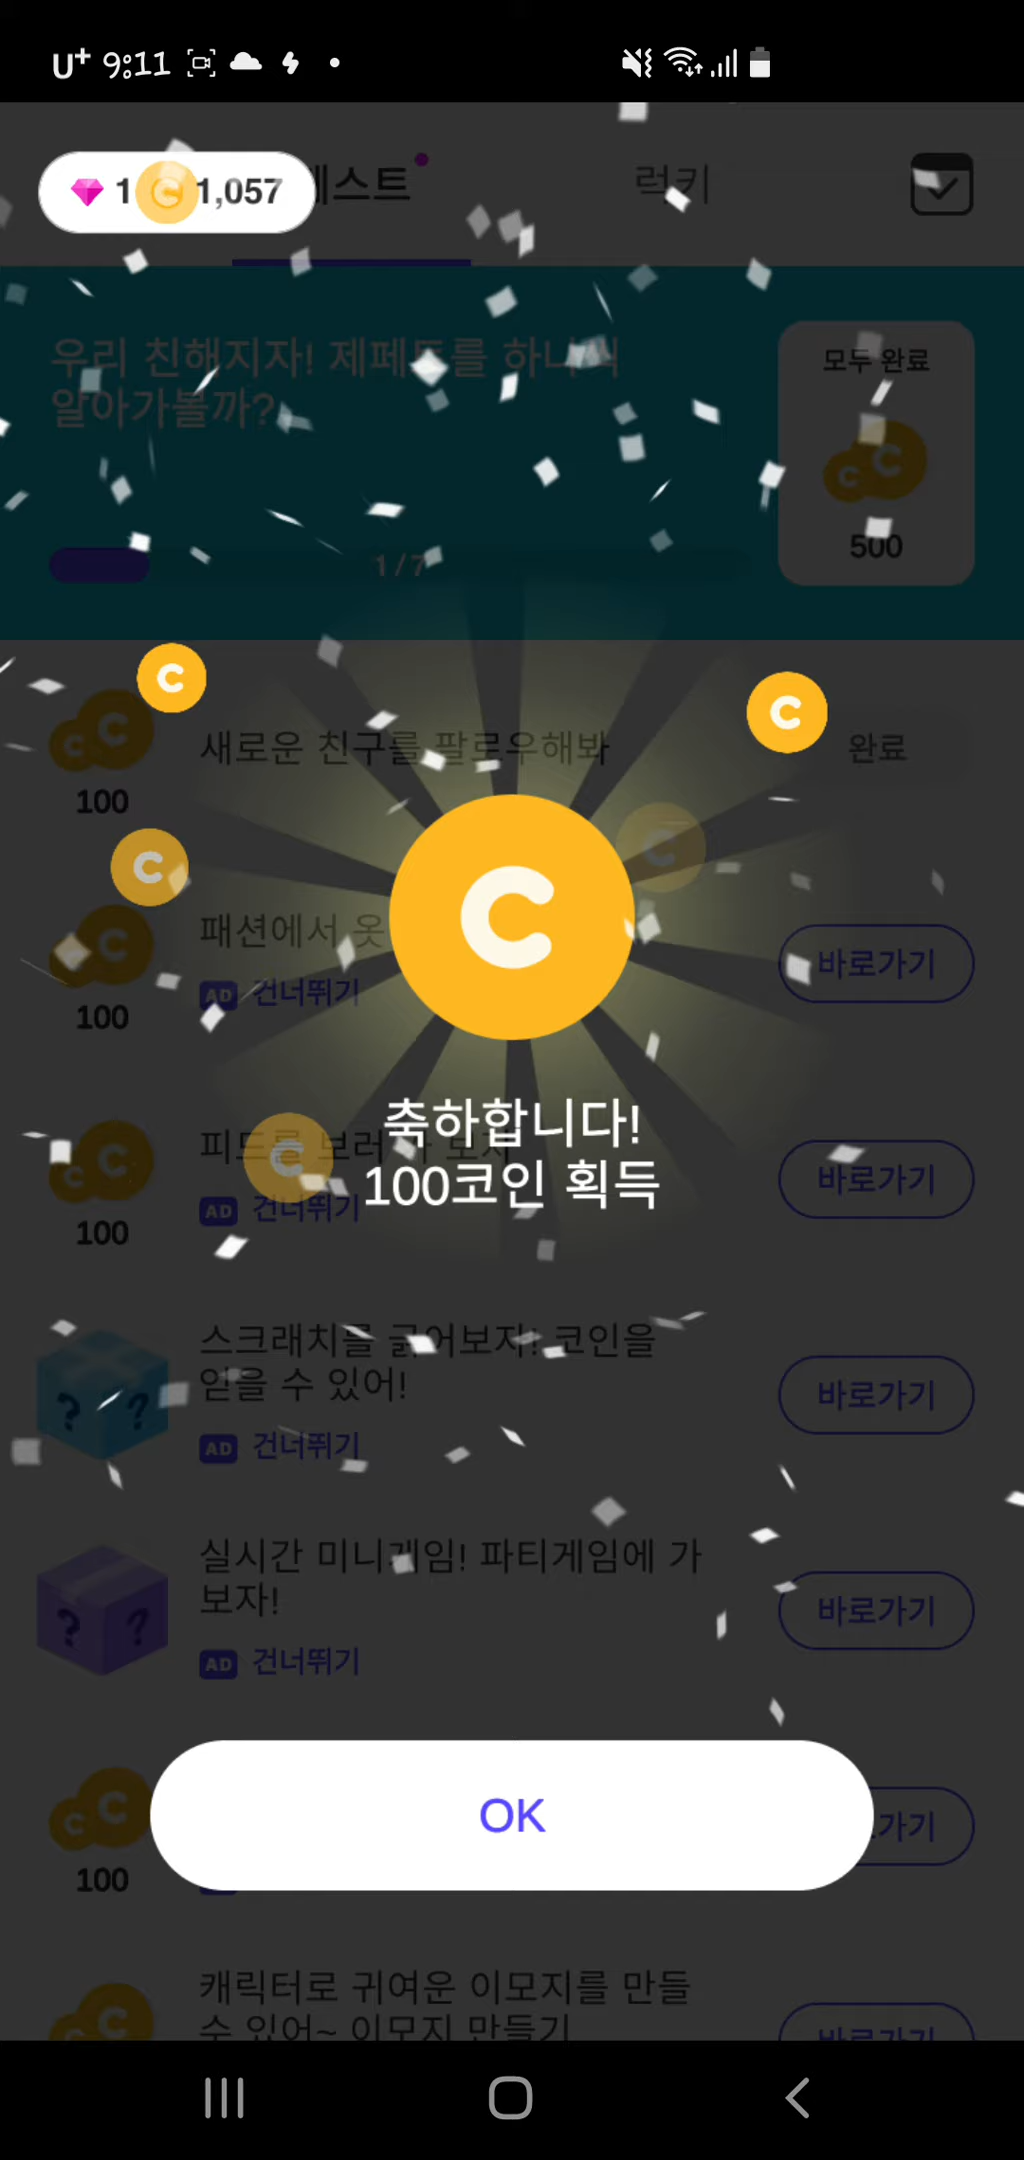 U+ 9:11
1 1,057
스트
럭키
우리 친해지자! 제페토를 하나씩
알아가볼까?
모두 완료
500
1 / 7
새로운 친구를 팔로우해봐
완료
100
패션에서 옷
AD 건너뛰기
바로가기
100
피드를 보러 가 보자
AD 건너뛰기
바로가기
100
축하합니다!
100코인 획득
스크래치를 긁어보자! 코인을
얻을 수 있어!
AD 건너뛰기
바로가기
실시간 미니게임! 파티게임에 가
보자!
AD 건너뛰기
바로가기
OK
가기
100
캐릭터로 귀여운 이모지를 만들
수 있어~ 이모지 만들기
바로가기